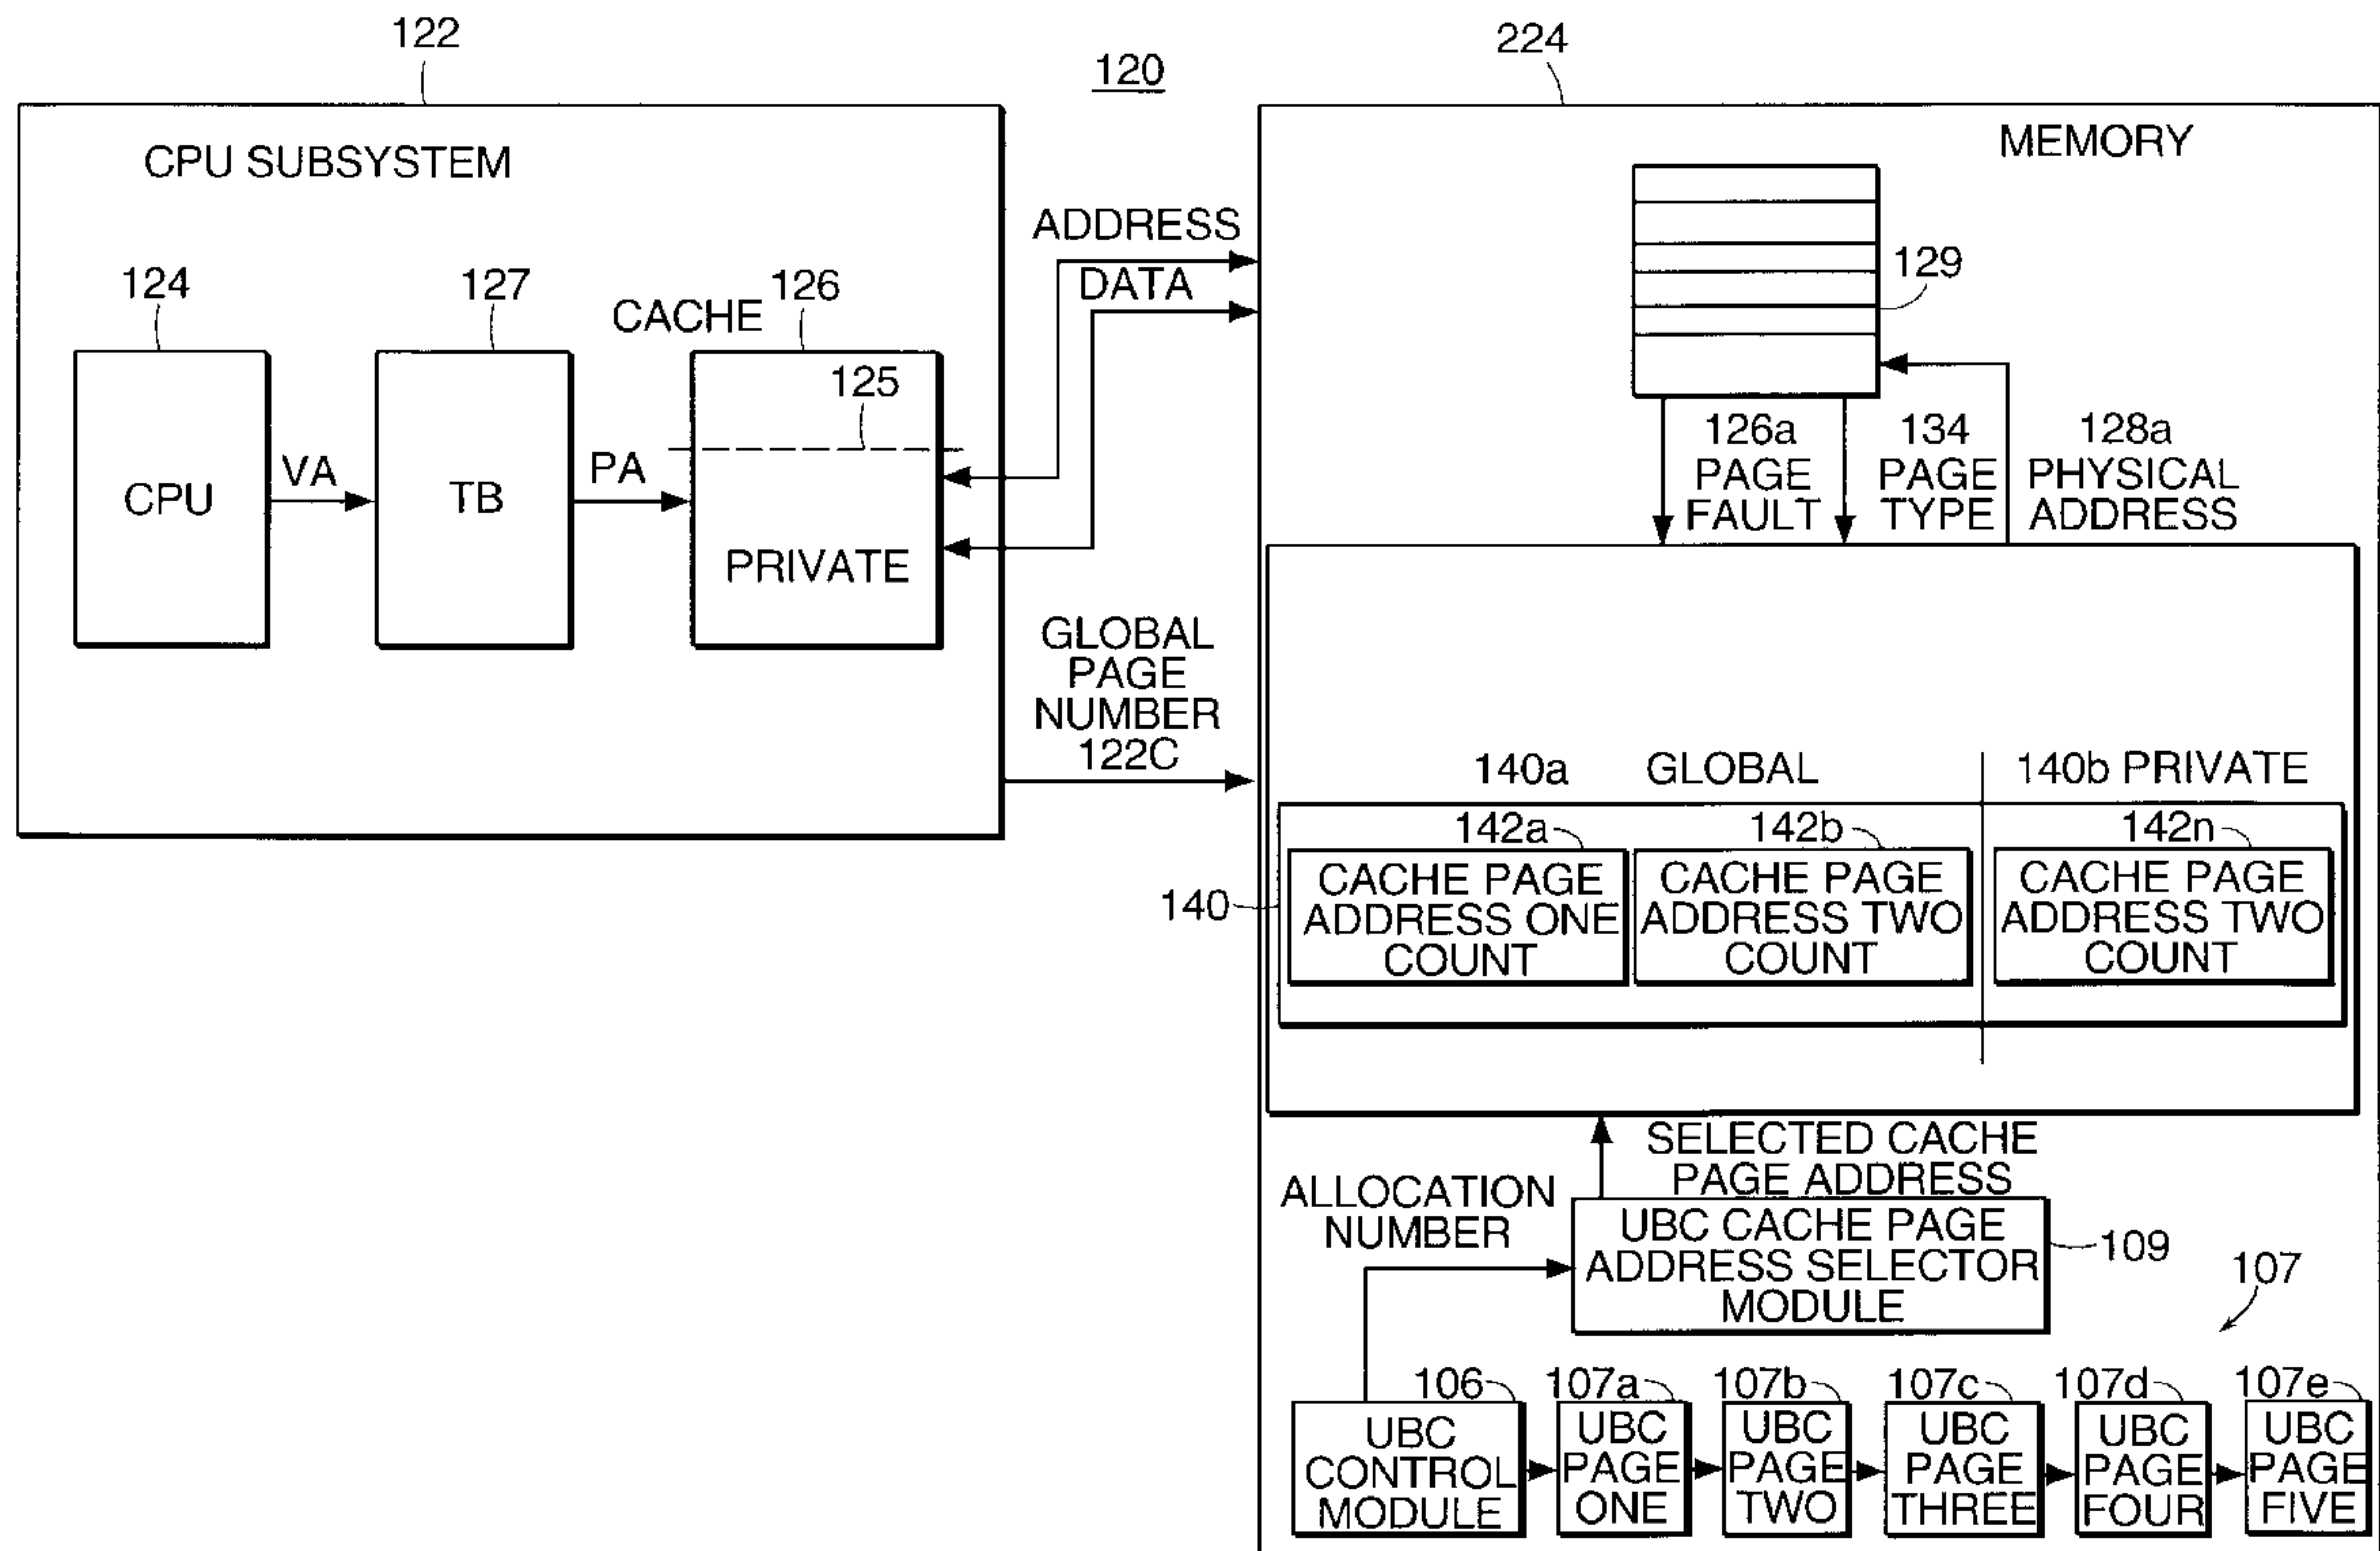 122
120
224
CPU SUBSYSTEM
MEMORY
ADDRESS
DATA
124
127
CACHE
126
125
129
CPU
VA
TB
PA
PRIVATE
126a
PAGE
FAULT
134
PAGE
TYPE
128a
PHYSICAL
ADDRESS
GLOBAL
PAGE
NUMBER
122C
140a GLOBAL
140b PRIVATE
140
142a
CACHE PAGE
ADDRESS ONE
COUNT
142b
CACHE PAGE
ADDRESS TWO
COUNT
142n
CACHE PAGE
ADDRESS TWO
COUNT
SELECTED CACHE
PAGE ADDRESS
ALLOCATION
NUMBER
UBC CACHE PAGE
ADDRESS SELECTOR
MODULE
109
107
106
UBC
CONTROL
MODULE
107a
UBC
PAGE
ONE
107b
UBC
PAGE
TWO
107c
UBC
PAGE
THREE
107d
UBC
PAGE
FOUR
107e
UBC
PAGE
FIVE